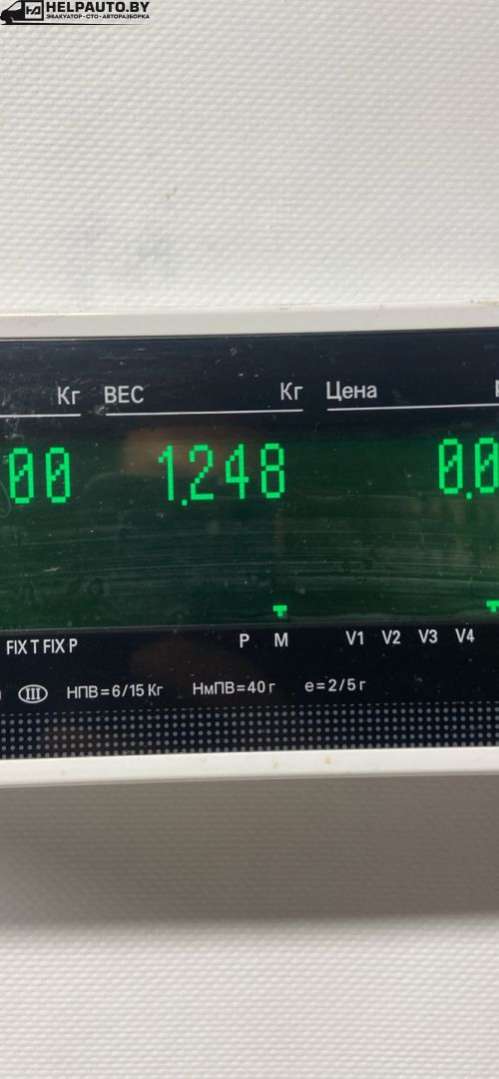 HELPAUTO.BY
ЭВАКУАТОР-СТО-АВТОРАЗБОРКА
Кг ВЕС Кг Цена
00 1.248 0.0
FIX T FIX P P M V1 V2 V3 V4
III НПВ=6/15 Кг НмПВ=40 г e=2/5 г